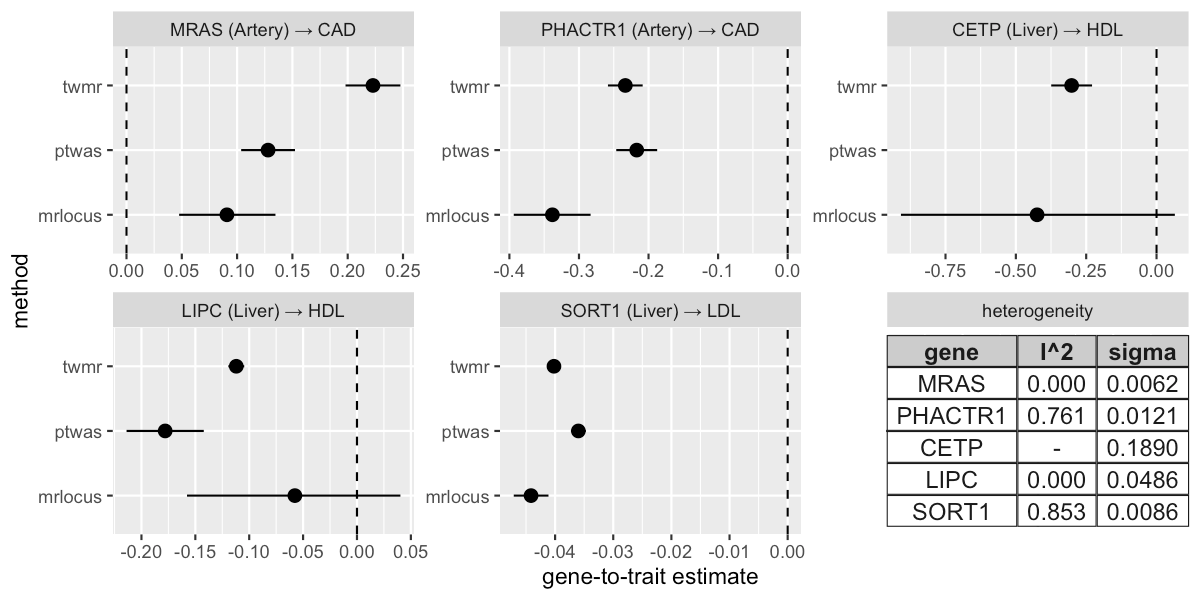 MRAS (Artery) → CAD
twmr
ptwas
mrlocus
0.00 0.05 0.10 0.15 0.20 0.25
PHACTR1 (Artery) → CAD
twmr
ptwas
mrlocus
-0.4 -0.3 -0.2 -0.1 0.0
CETP (Liver) → HDL
twmr
ptwas
mrlocus
-0.75 -0.50 -0.25 0.00
method
LIPC (Liver) → HDL
twmr
ptwas
mrlocus
-0.20 -0.15 -0.10 -0.05 0.00 0.05
SORT1 (Liver) → LDL
twmr
ptwas
mrlocus
-0.04 -0.03 -0.02 -0.01 0.00
gene-to-trait estimate
heterogeneity
gene I^2 sigma
MRAS 0.000 0.0062
PHACTR1 0.761 0.0121
CETP - 0.1890
LIPC 0.000 0.0486
SORT1 0.853 0.0086